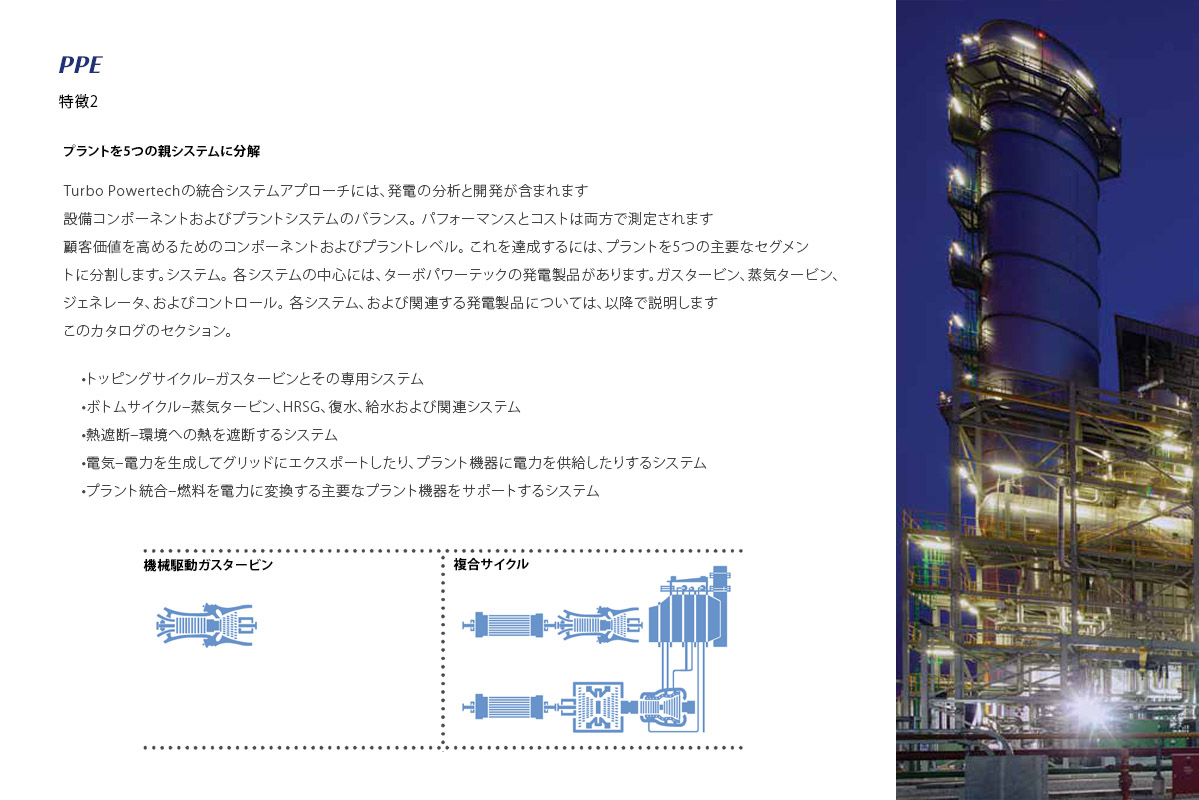 PPE
特徴2
プラントを5つの親システムに分解
Turbo Powertechの統合システムアプローチには、発電の分析と開発が含まれます
設備コンポーネントおよびプラントシステムのバランス。 パフォーマンスとコストは両方で測定されます
顧客価値を高めるためのコンポーネントおよびプラントレベル。 これを達成するには、プラントを5つの主要なセグメン
トに分割します。システム。 各システムの中心には、ターボパワーテックの発電製品があります。ガスタービン、蒸気タービン、
ジェネレータ、およびコントロール。 各システム、および関連する発電製品については、以降で説明します
このカタログのセクション。
•トッピングサイクル–ガスタービンとその専用システム
•ボトムサイクル–蒸気タービン、HRSG、復水、給水および関連システム
•熱遮断–環境への熱を遮断するシステム
•電気–電力を生成してグリッドにエクスポートしたり、プラント機器に電力を供給したりするシステム
•プラント統合–燃料を電力に変換する主要なプラント機器をサポートするシステム
機械駆動ガスタービン
複合サイクル